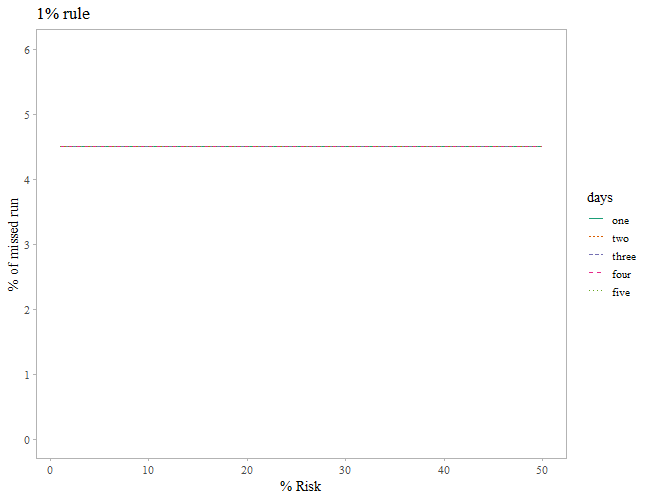 1% rule
% of missed run
6
5
4
3
2
1
0
0 10 20 30 40 50
% Risk
days
one
two
three
four
five